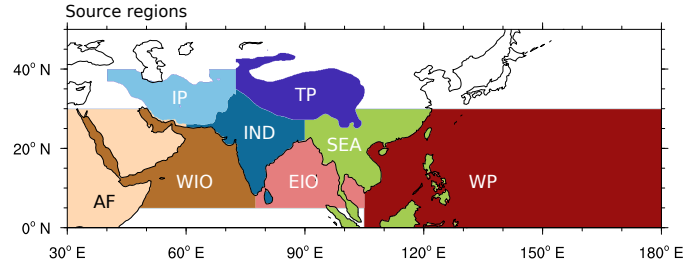 Source regions
40° N
IP
TP
IND
20° N
SEA
WIO
EIO
WP
AF
0° N
30° E
60° E
90° E
120° E
150° E
180° E